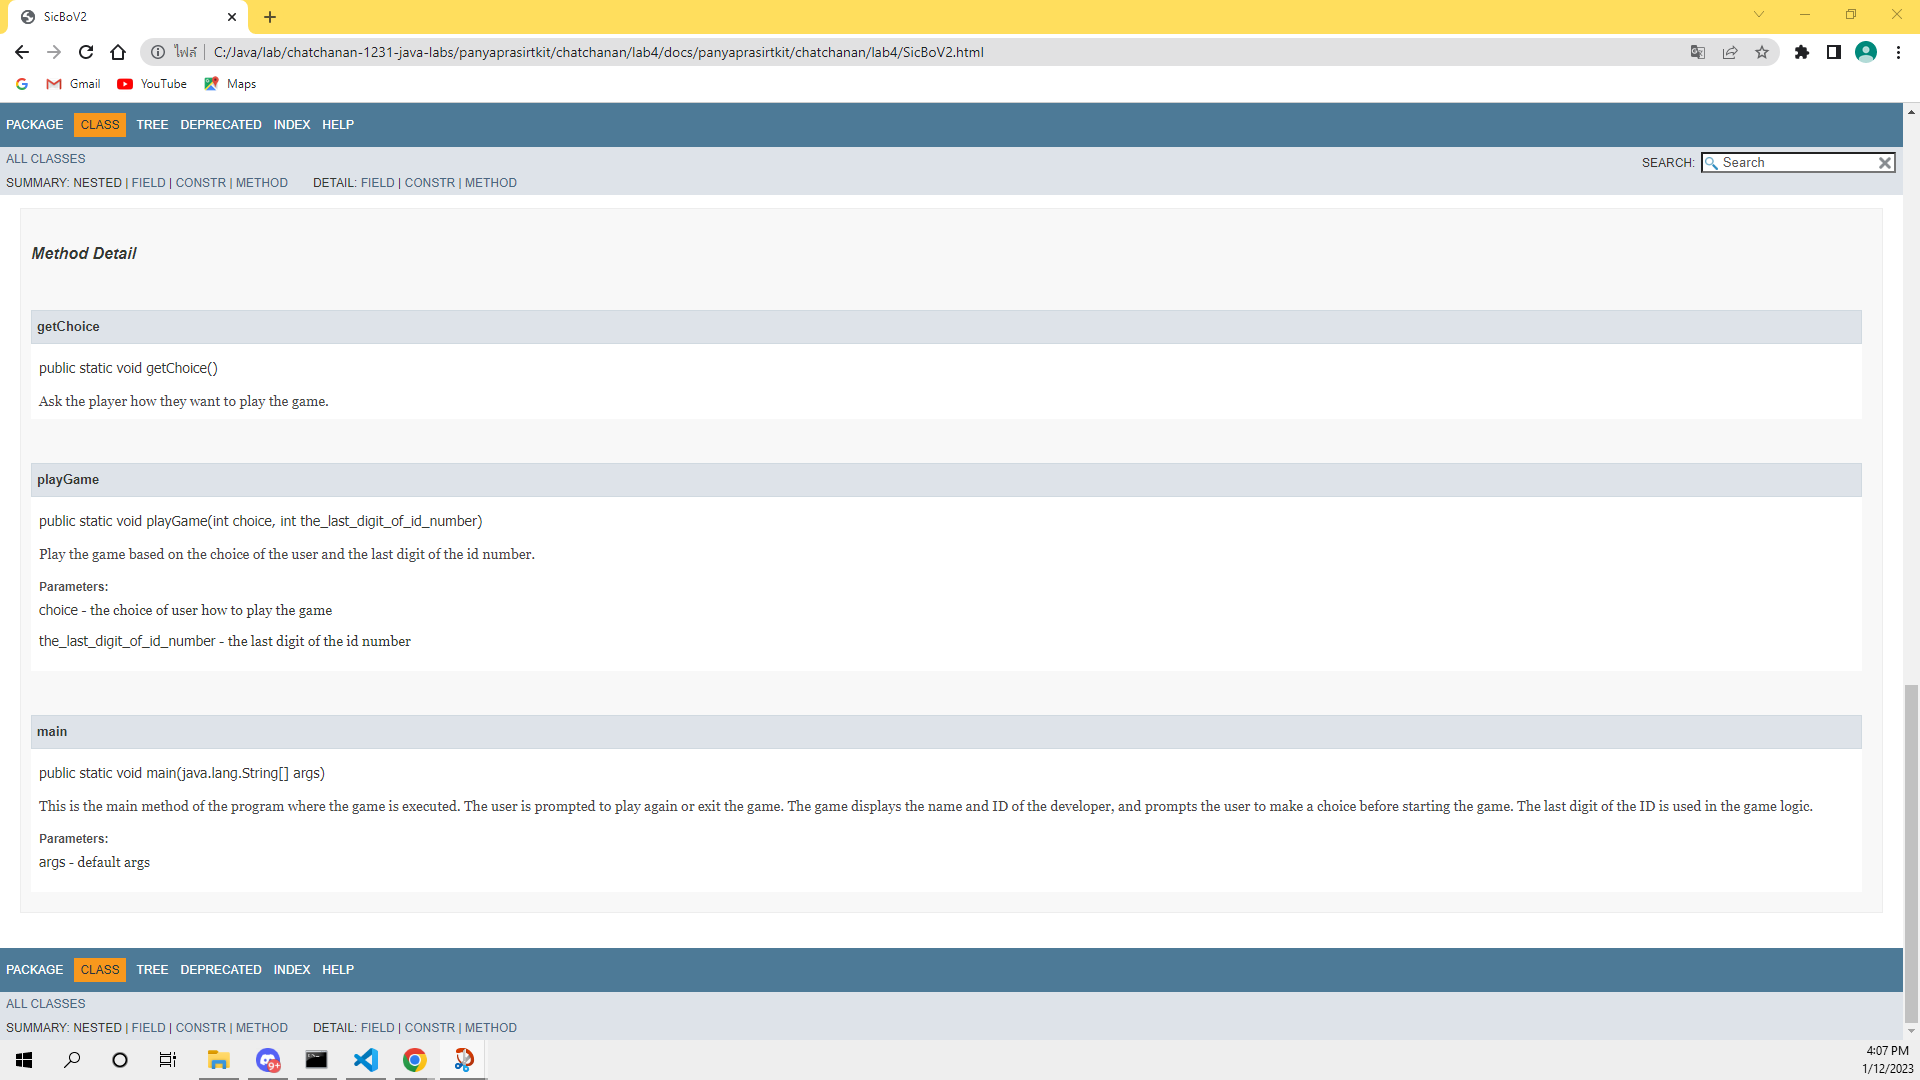 SicBoV2
ไฟล์ C:/Java/lab/chatchanan-1231-java-labs/panyaprasirtkit/chatchanan/lab4/docs/panyaprasirtkit/chatchanan/lab4/SicBoV2.html
Gmail YouTube Maps
PACKAGE CLASS TREE DEPRECATED INDEX HELP
ALL CLASSES
SEARCH: Search
SUMMARY: NESTED | FIELD | CONSTR | METHOD DETAIL: FIELD | CONSTR | METHOD
Method Detail
getChoice
public static void getChoice()
Ask the player how they want to play the game.
playGame
public static void playGame(int choice, int the_last_digit_of_id_number)
Play the game based on the choice of the user and the last digit of the id number.
Parameters:
choice - the choice of user how to play the game
the_last_digit_of_id_number - the last digit of the id number
main
public static void main(java.lang.String[] args)
This is the main method of the program where the game is executed. The user is prompted to play again or exit the game. The game displays the name and ID of the developer, and prompts the user to make a choice before starting the game. The last digit of the ID is used in the game logic.
Parameters:
args - default args
PACKAGE CLASS TREE DEPRECATED INDEX HELP
ALL CLASSES
SUMMARY: NESTED | FIELD | CONSTR | METHOD DETAIL: FIELD | CONSTR | METHOD
9+
4:07 PM
1/12/2023